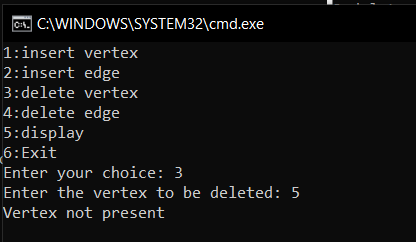 C:\WINDOWS\SYSTEM32\cmd.exe
1:insert vertex
2:insert edge
3:delete vertex
4:delete edge
5:display
6:Exit
Enter your choice: 3
Enter the vertex to be deleted: 5
Vertex not present